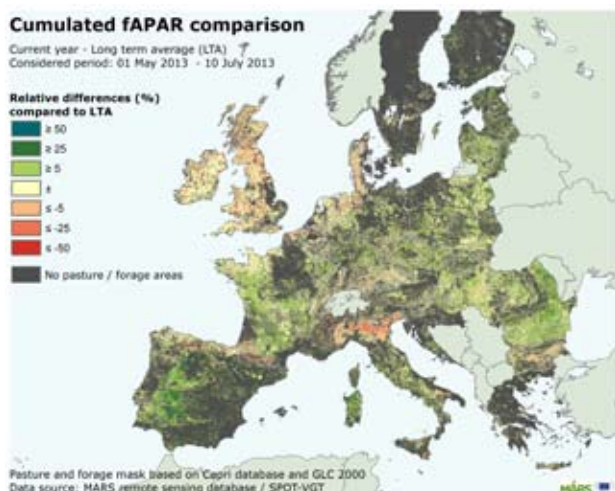 Cumulated fAPAR comparison
Current year - Long term average (LTA)
Considered period: 01 May 2013 - 10 July 2013
Relative differences (%)
compared to LTA
≥ 50
≥ 25
≥ 5
±
≤ -5
≤ -25
≤ -50
No pasture / forage areas
Pasture and forage mask based on Capri database and GLC 2000
Data source: MARS remote sensing database / SPOT-VGT
MARS